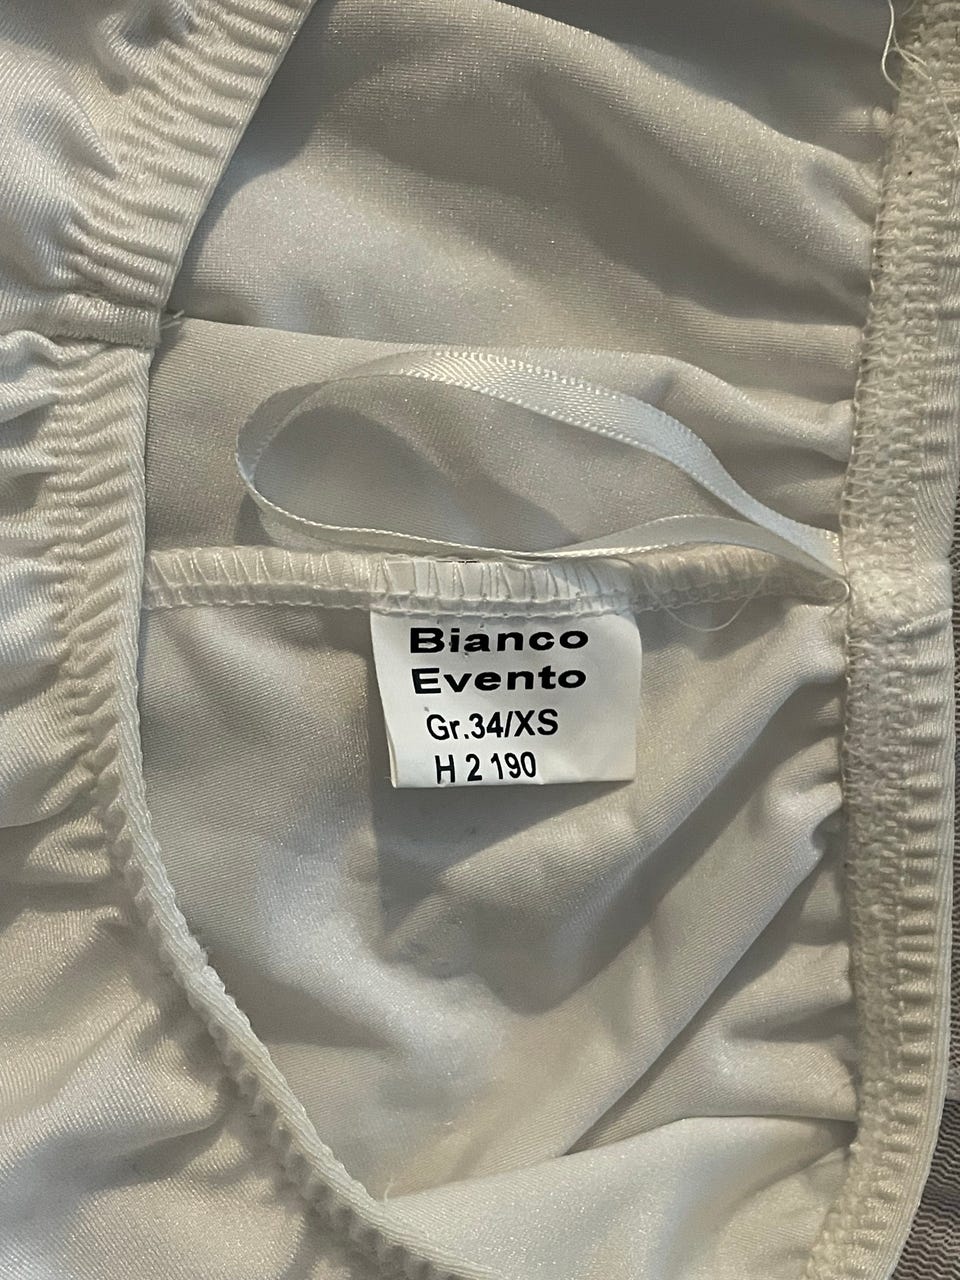 Bianco
Evento
Gr.34/XS
H 2 190